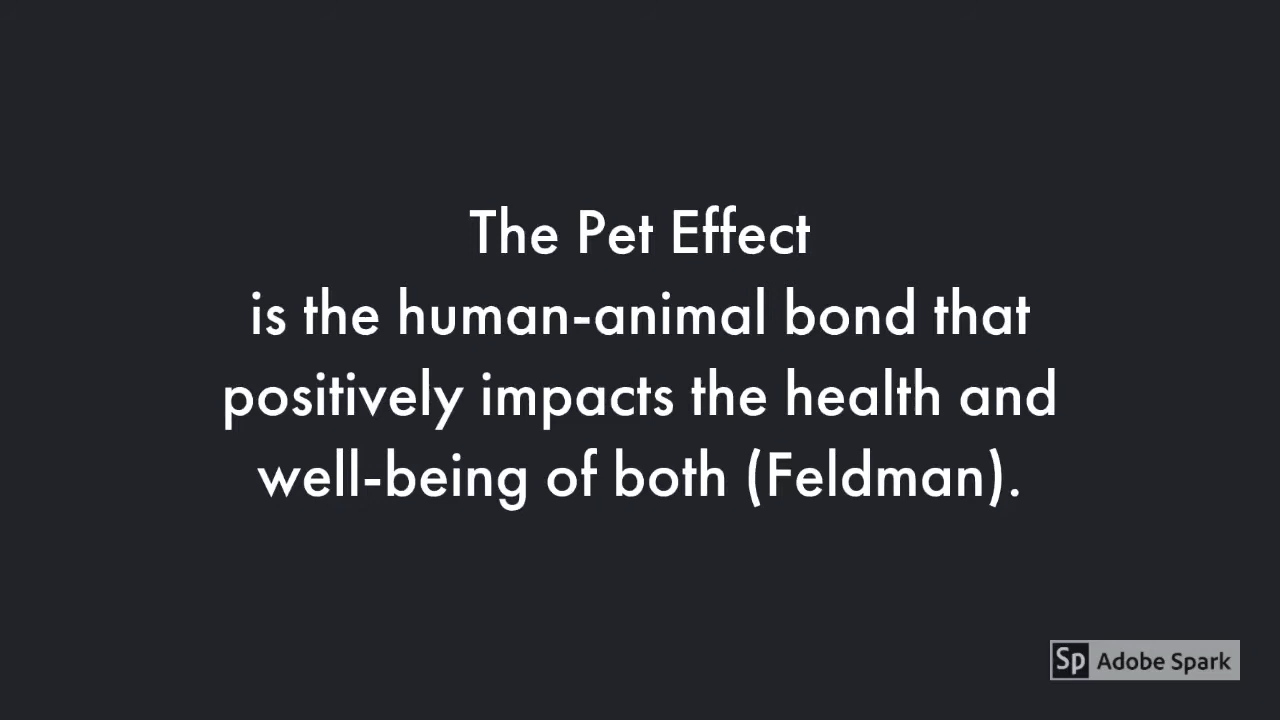 The Pet Effect
is the human-animal bond that
positively impacts the health and
well-being of both (Feldman).
Sp Adobe Spark